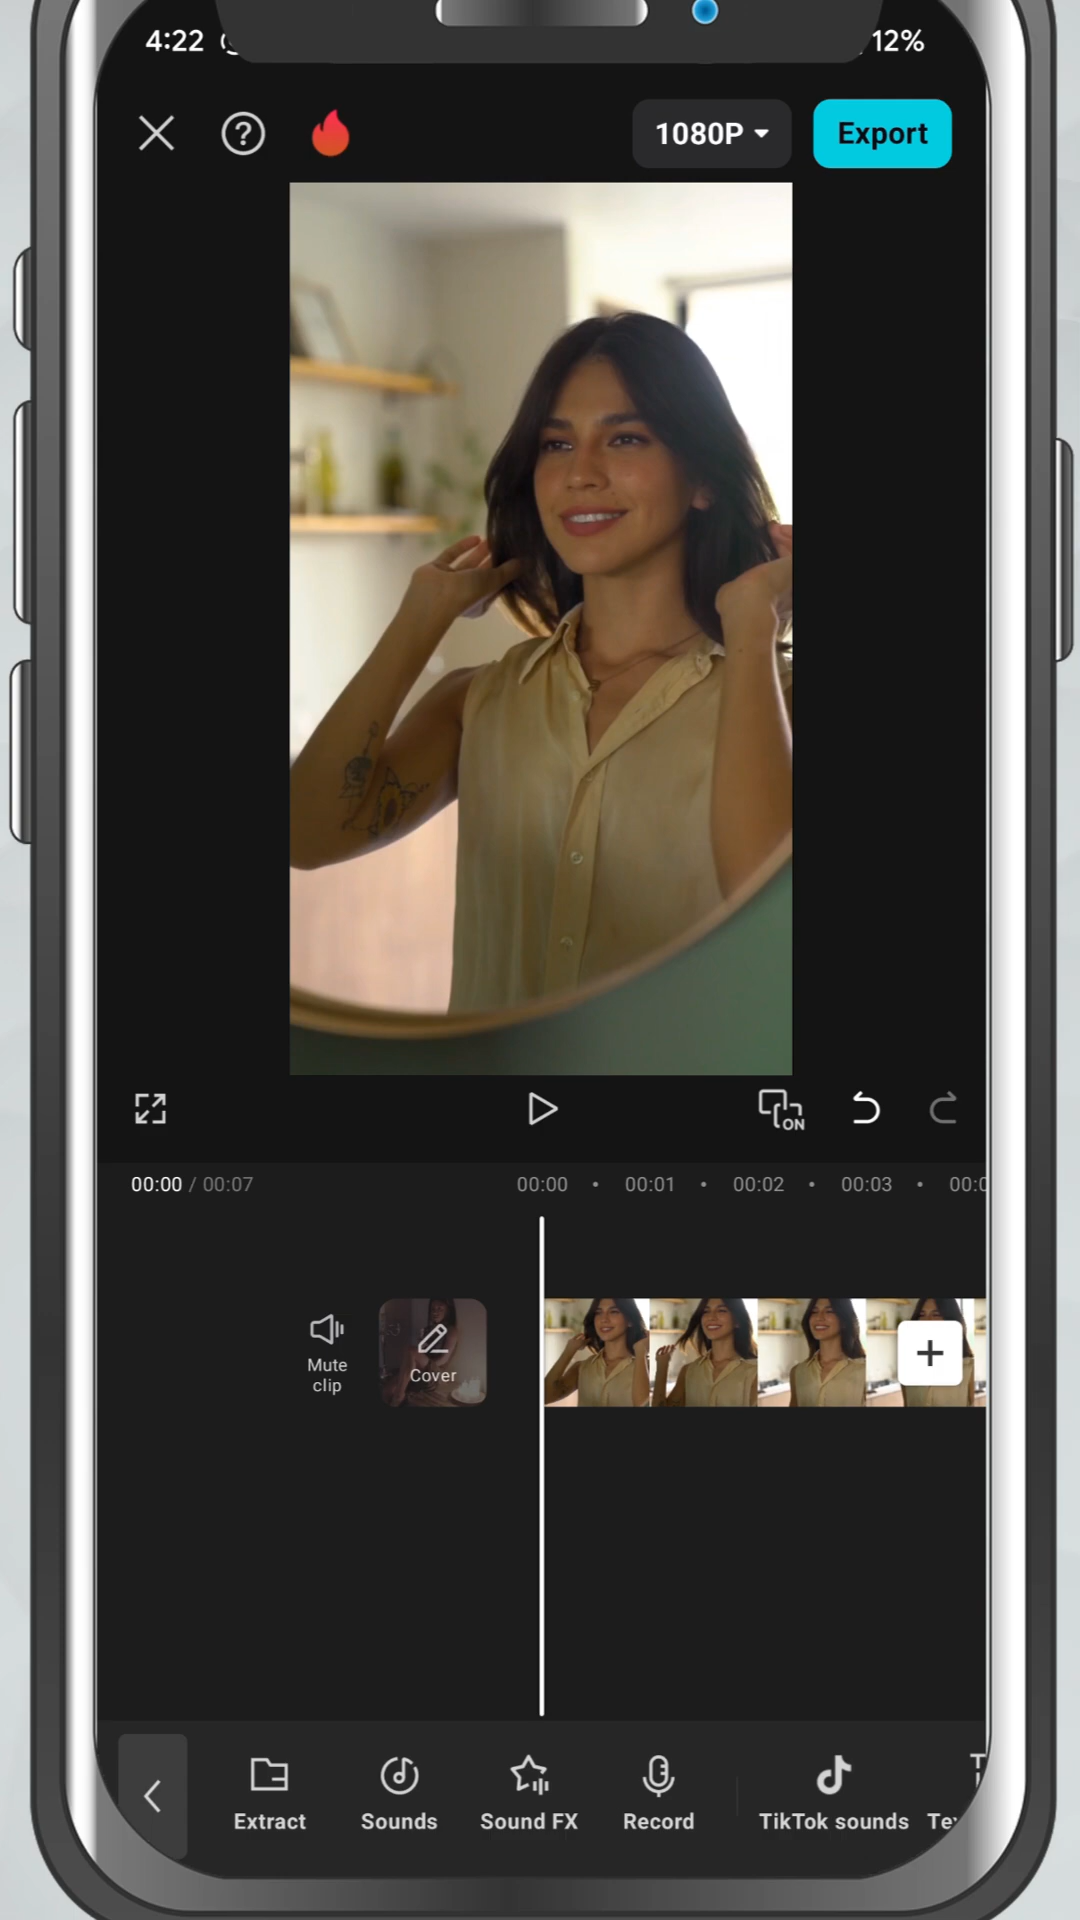 4:22
12%
1080P
Export
ON
00:00 / 00:07
00:00 00:01 00:02 00:03
Mute
clip
Cover
Extract
Sounds
Sound FX
Record
TikTok sounds